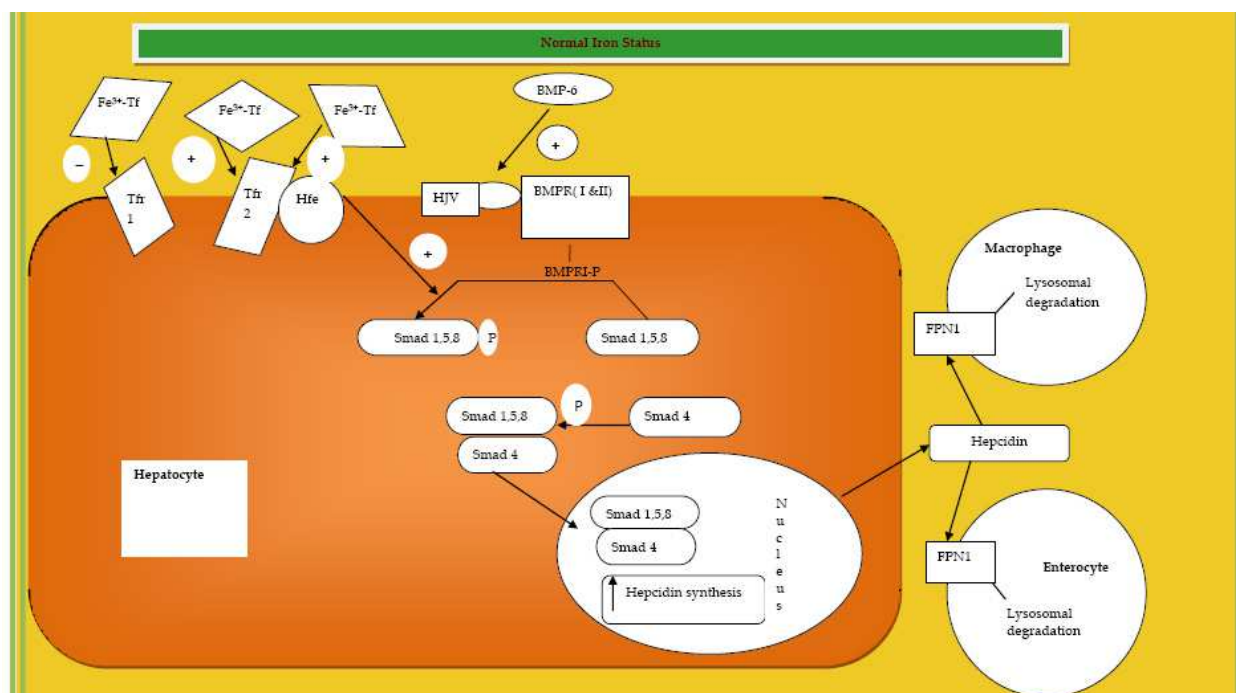 Normal Iron Status
Fe³⁺-Tf
Fe³⁺-Tf
Fe³⁺-Tf
BMP-6
–
+
+
+
Tfr
1
Tfr
2
Hfe
HJV
BMPR( I &II)
+
BMPRI-P
Smad 1,5,8
P
Smad 1,5,8
Smad 1,5,8
P
Smad 4
Smad 4
Hepatocyte
Smad 1,5,8
Smad 4
Hepcidin synthesis
N
u
c
l
e
u
s
Macrophage
Lysosomal
degradation
FPN1
Hepcidin
FPN1
Enterocyte
Lysosomal
degradation